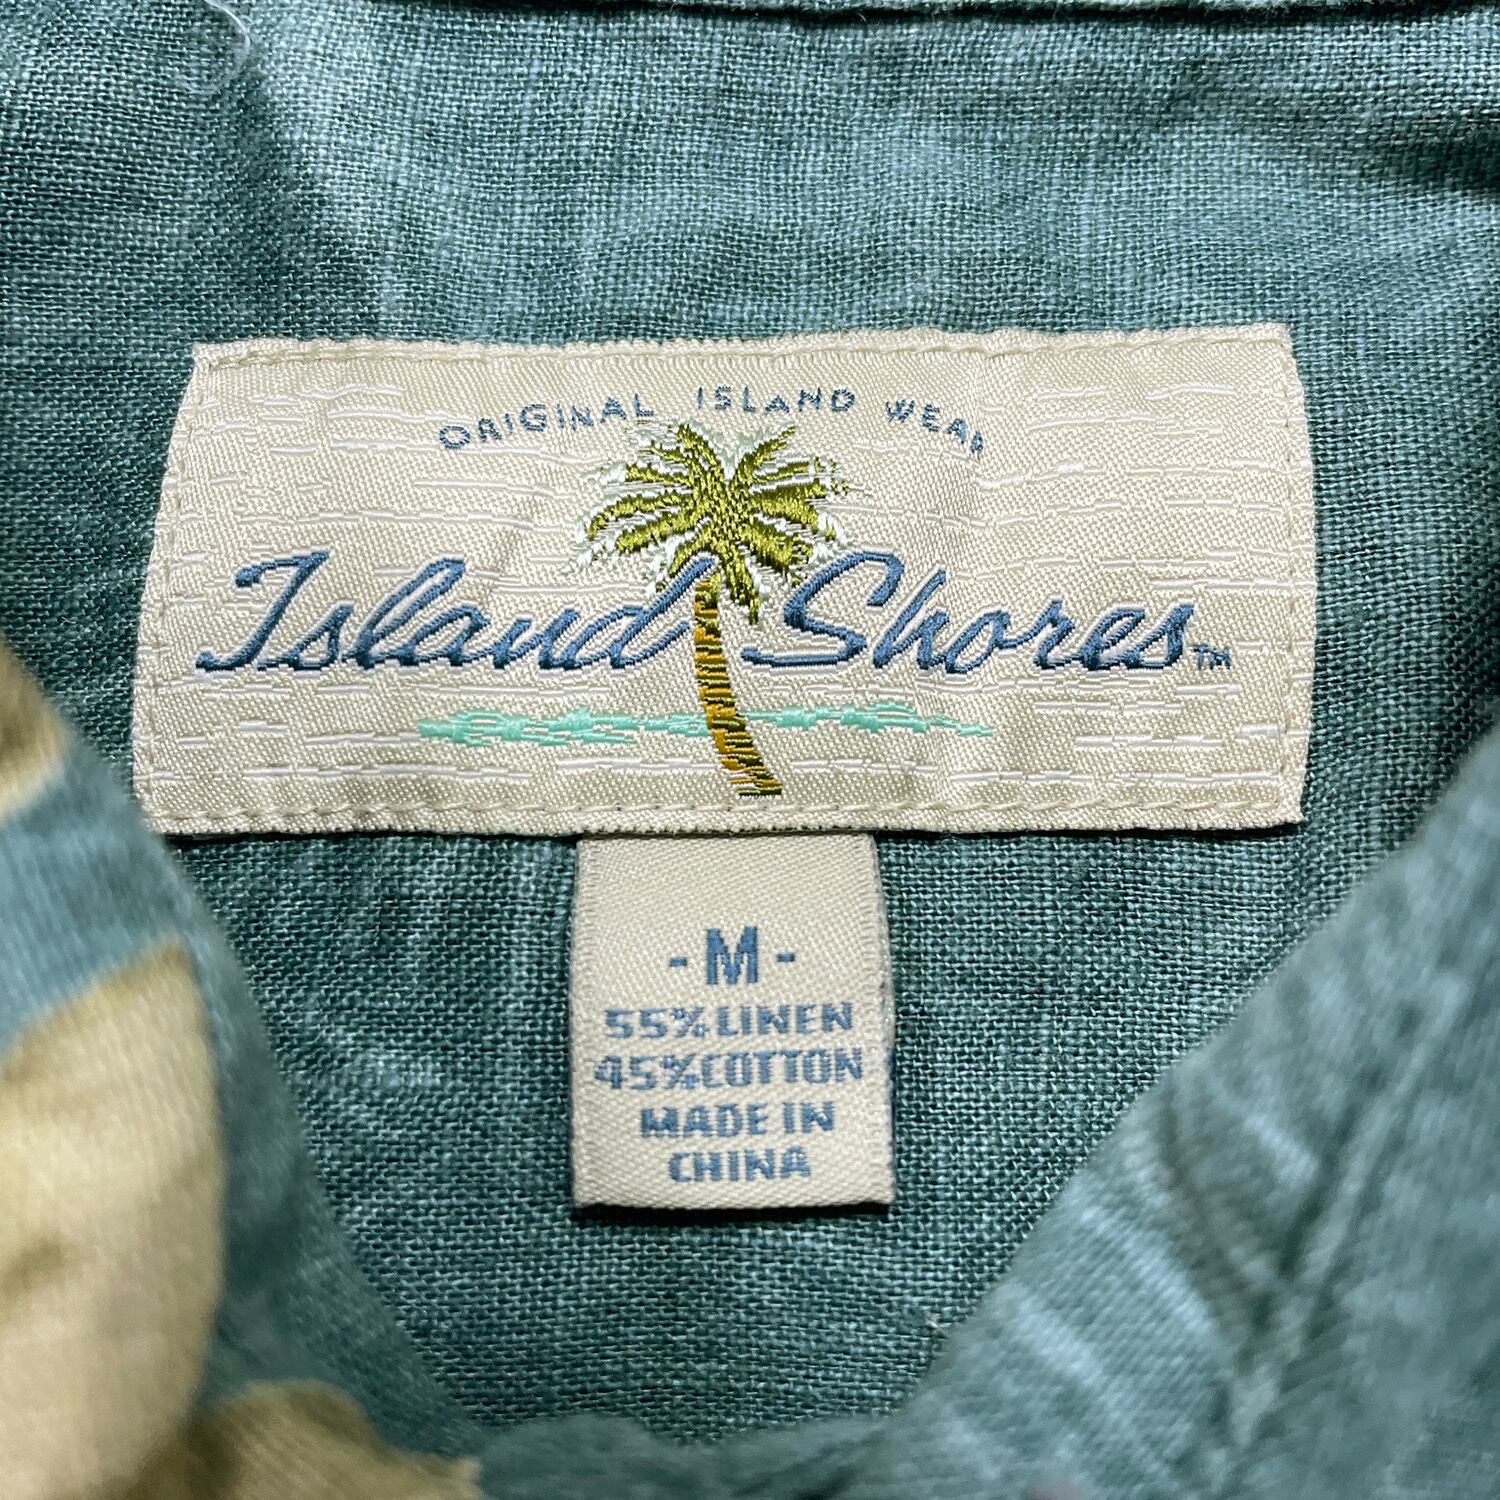 ORIGINAL ISLAND WEAR
Island Shores™
-M-
55% LINEN
45% COTTON
MADE IN
CHINA